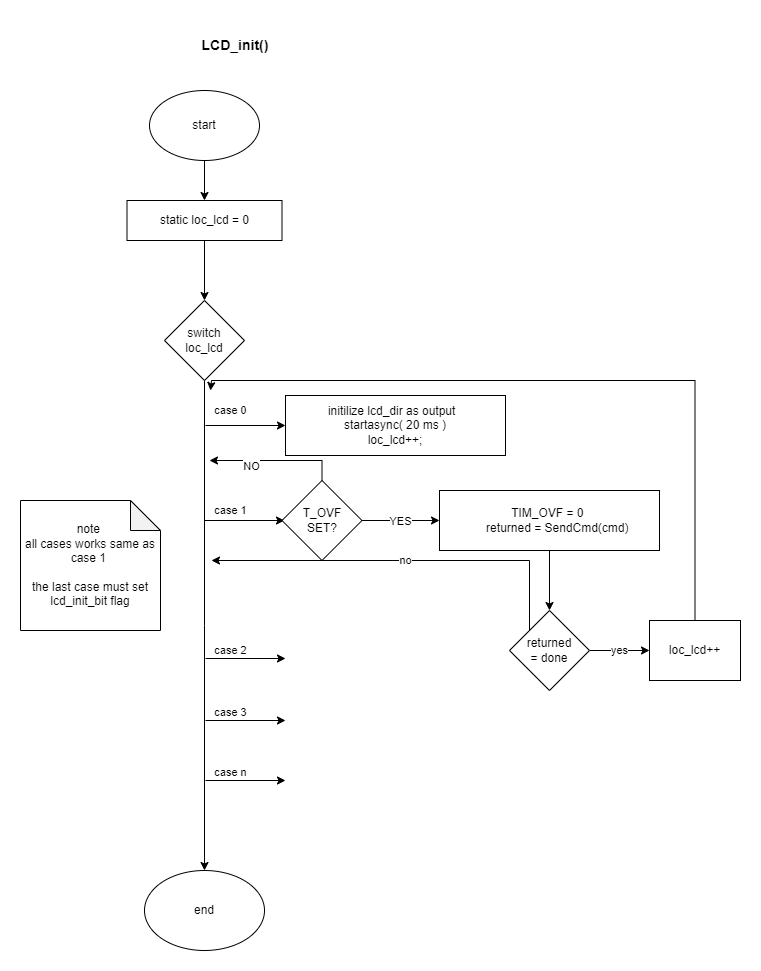 LCD_init()
start
static loc_lcd = 0
switch
loc_lcd
case 0
initilize lcd_dir as output
startasync( 20 ms )
loc_lcd++;
NO
case 1
T_OVF
SET?
YES
TIM_OVF = 0
returned = SendCmd(cmd)
note
all cases works same as
case 1
the last case must set
lcd_init_bit flag
no
returned
= done
yes
loc_lcd++
case 2
case 3
case n
end